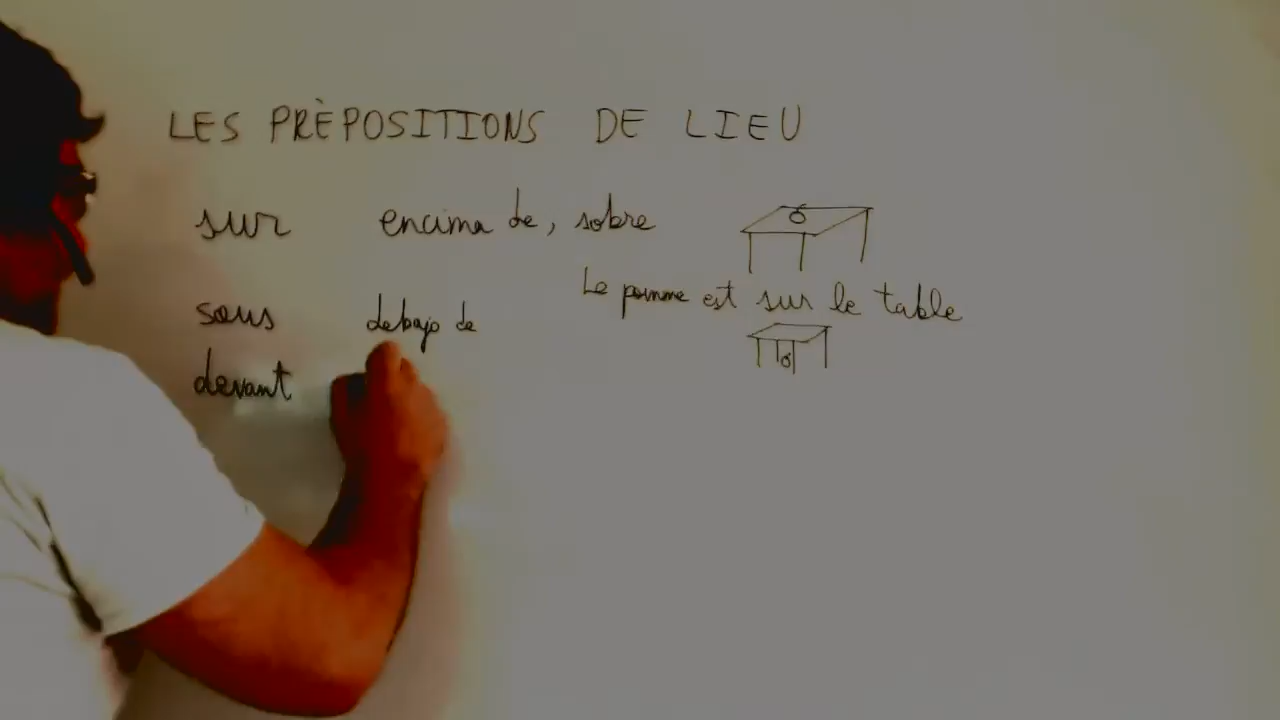 LES PRÈPOSITIONS DE LIEU
sur encima de, sobre
Le pomme est sur le table
sous debajo de
devant